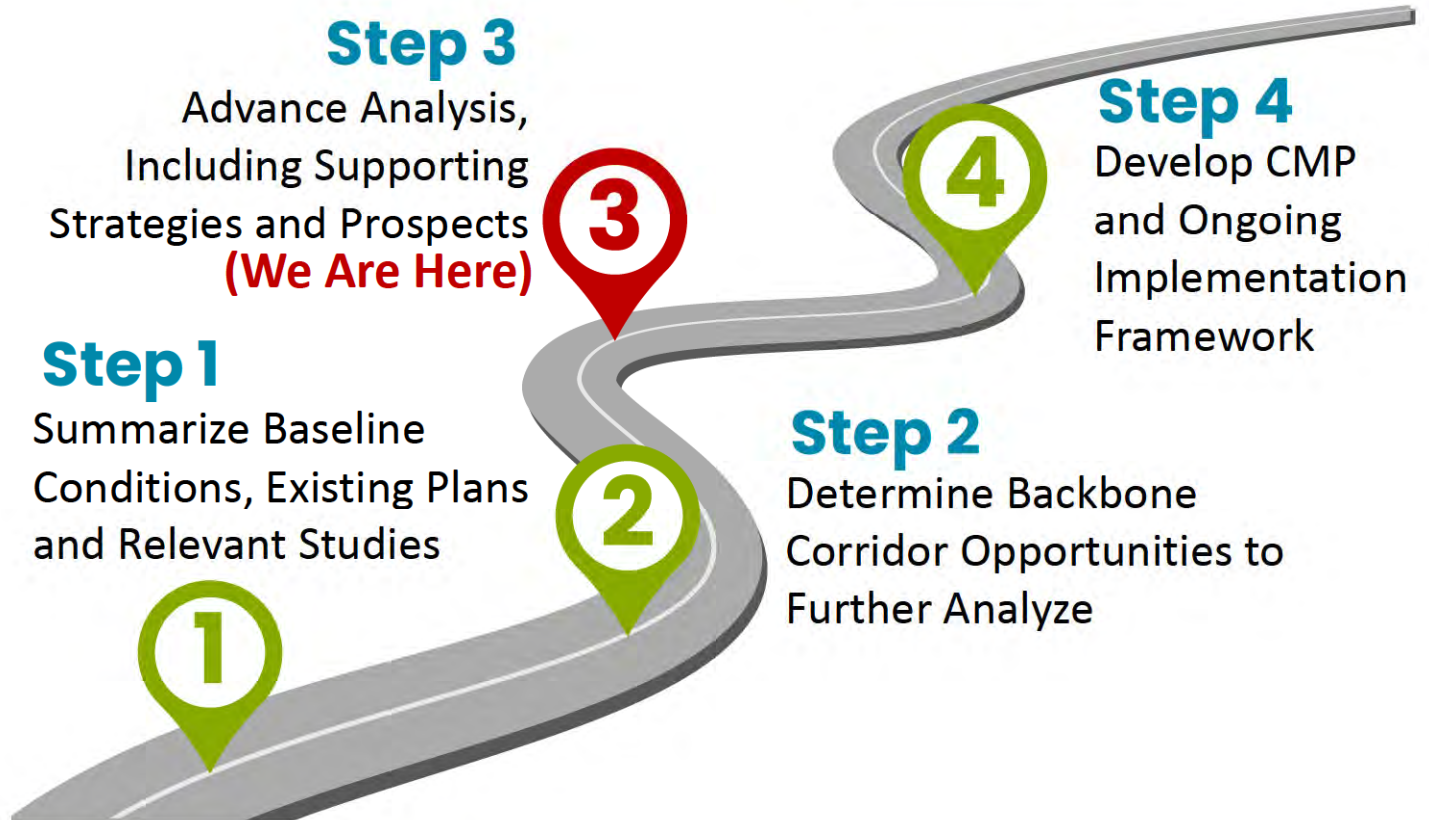 Step 3
Advance Analysis,
Including Supporting
Strategies and Prospects
(We Are Here)
3
Step 4
Develop CMP
and Ongoing
Implementation
Framework
4
Step 1
Summarize Baseline
Conditions, Existing Plans
and Relevant Studies
1
Step 2
Determine Backbone
Corridor Opportunities to
Further Analyze
2